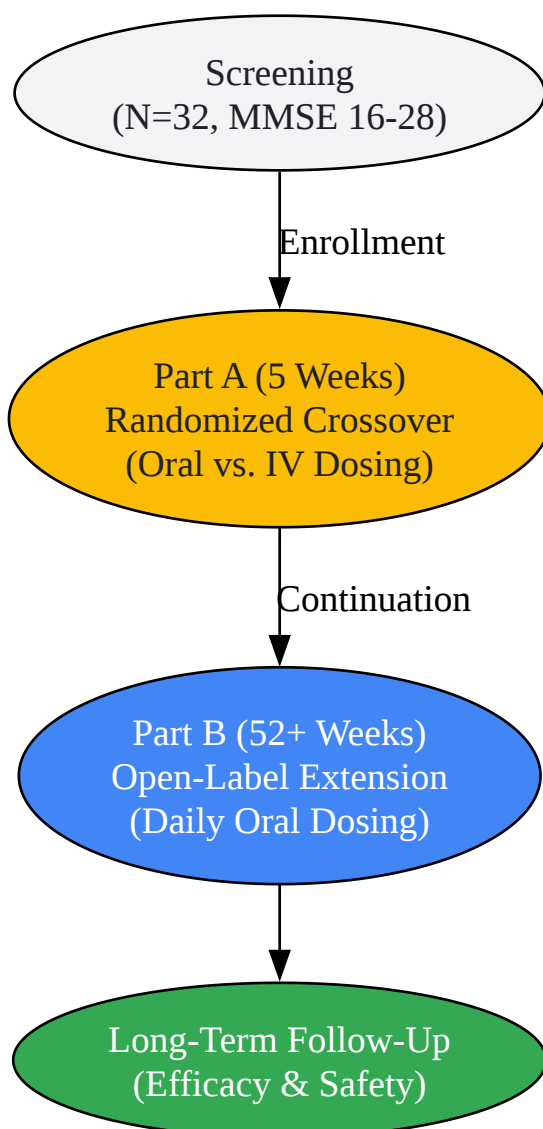 Screening
(N=32, MMSE 16-28)
Enrollment
Part A (5 Weeks)
Randomized Crossover
(Oral vs. IV Dosing)
Continuation
Part B (52+ Weeks)
Open-Label Extension
(Daily Oral Dosing)
Long-Term Follow-Up
(Efficacy & Safety)